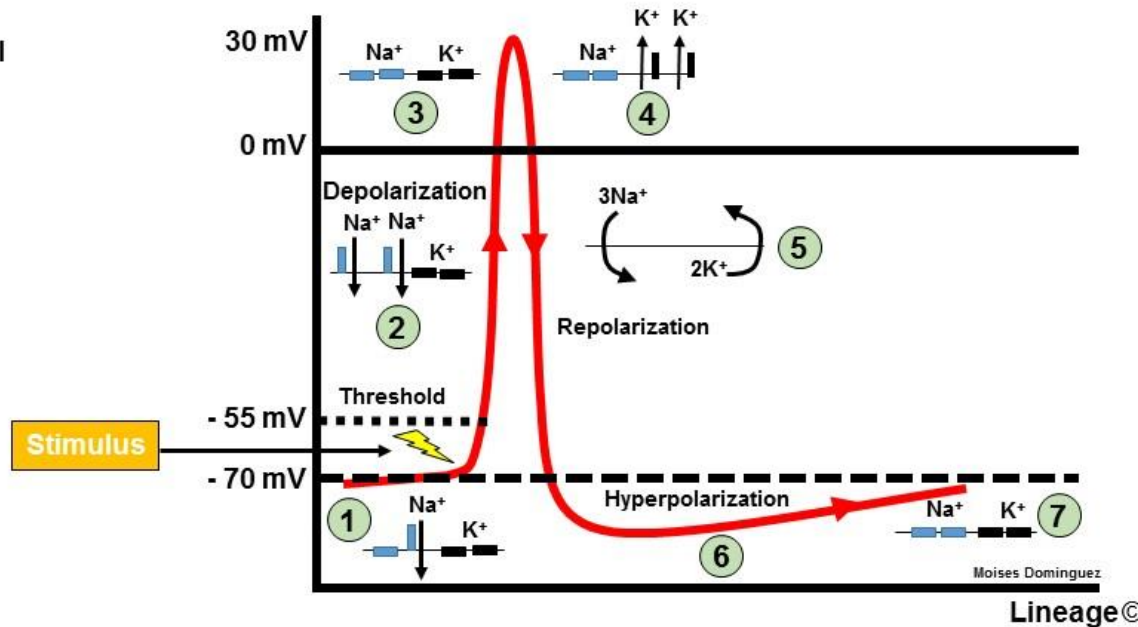 l
30 mV
Na⁺ K⁺
3
K⁺ K⁺
Na⁺
4
0 mV
Depolarization
Na⁺ Na⁺
K⁺
2
3Na⁺
2K⁺
5
Repolarization
Threshold
- 55 mV
Stimulus
- 70 mV
Hyperpolarization
1
Na⁺
K⁺
6
Na⁺ K⁺
7
Moises Dominguez
Lineage©